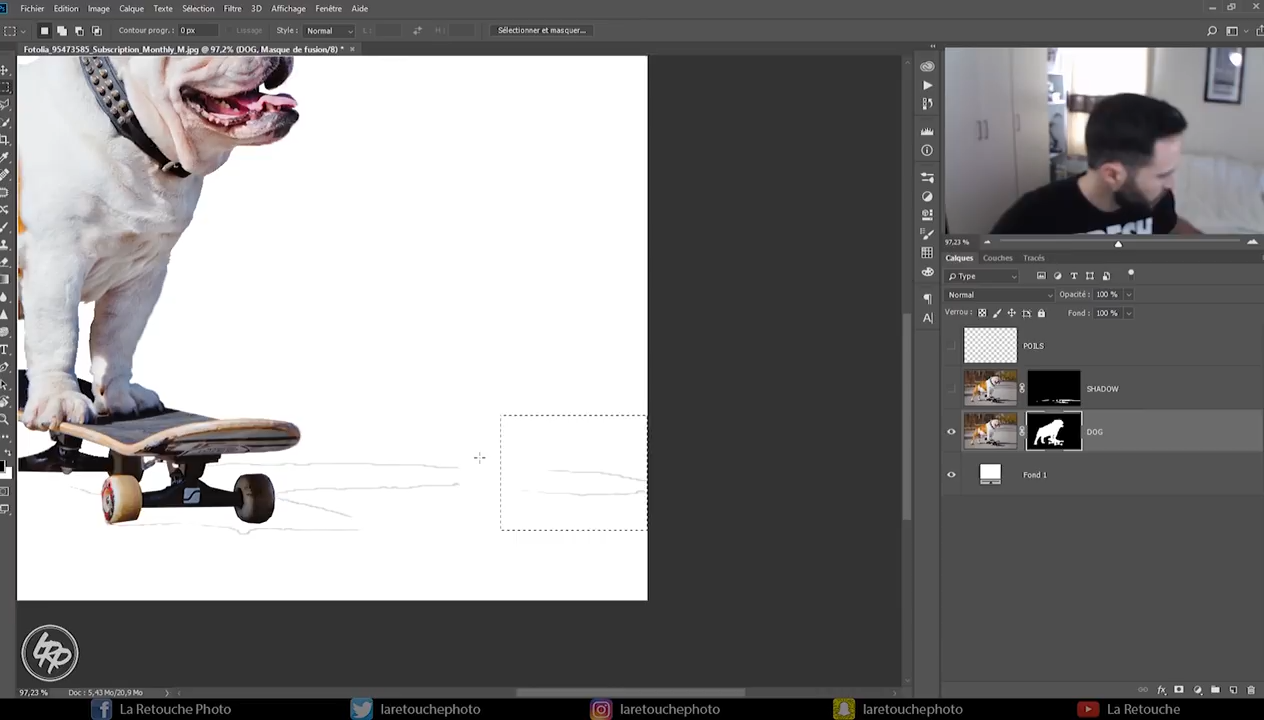 Fichier Edition Image Calque Texte Sélection Filtre 3D Affichage Fenêtre Aide
Contour progr. : 0 px Lissage Style : Normal L : H : Sélectionner et masquer...
Fotolia_95473585_Subscription_Monthly_M.jpg @ 97,2% (DOG, Masque de fusion/8) * ×
97,23 %
Calques Couches Tracés
Type
Normal Opacité : 100 %
Verrou : Fond : 100 %
POILS
SHADOW
DOG
Fond 1
97,23 % Doc : 5,43 Mo/20,9 Mo
La Retouche Photo laretouchephoto laretouchephoto laretouchephoto La Retouche Photo